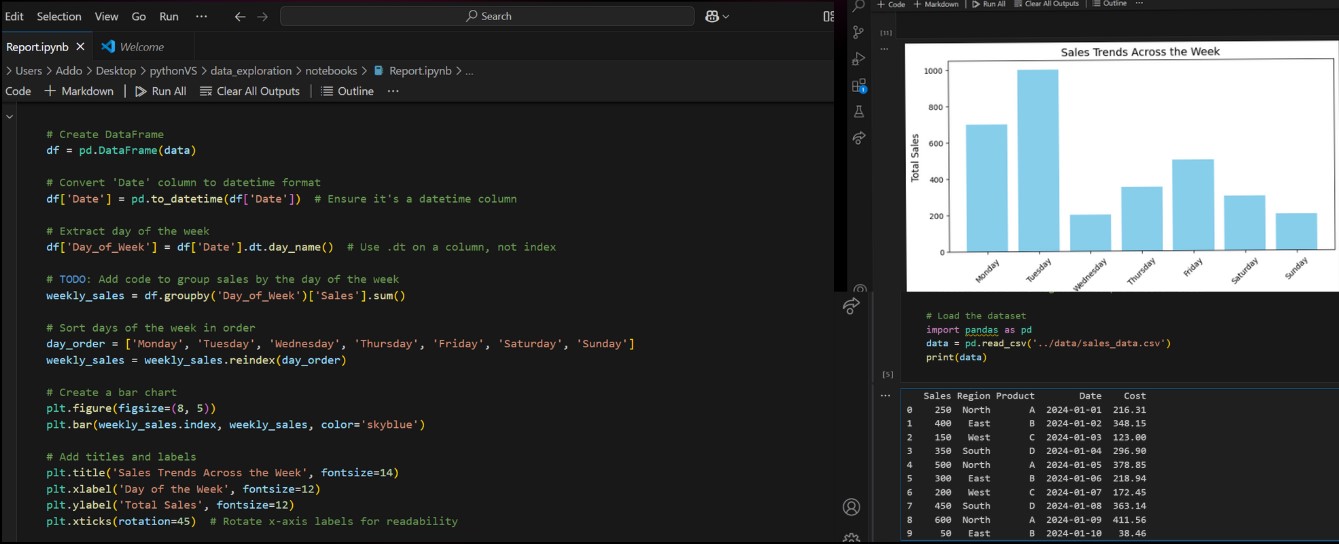 Edit Selection View Go Run ... Search
Report.ipynb Welcome
> Users > Addo > Desktop > pythonVS > data_exploration > notebooks > Report.ipynb > ...
Code + Markdown | Run All Clear All Outputs | Outline ...
# Create DataFrame
df = pd.DataFrame(data)
# Convert 'Date' column to datetime format
df['Date'] = pd.to_datetime(df['Date']) # Ensure it's a datetime column
# Extract day of the week
df['Day_of_Week'] = df['Date'].dt.day_name() # Use .dt on a column, not index
# TODO: Add code to group sales by the day of the week
weekly_sales = df.groupby('Day_of_Week')['Sales'].sum()
# Sort days of the week in order
day_order = ['Monday', 'Tuesday', 'Wednesday', 'Thursday', 'Friday', 'Saturday', 'Sunday']
weekly_sales = weekly_sales.reindex(day_order)
# Create a bar chart
plt.figure(figsize=(8, 5))
plt.bar(weekly_sales.index, weekly_sales, color='skyblue')
# Add titles and labels
plt.title('Sales Trends Across the Week', fontsize=14)
plt.xlabel('Day of the Week', fontsize=12)
plt.ylabel('Total Sales', fontsize=12)
plt.xticks(rotation=45) # Rotate x-axis labels for readability
+ Code + Markdown | Run All Clear All Outputs | Outline ...
[31]
1
Sales Trends Across the Week
Total Sales
1000
800
600
400
200
0
Monday Tuesday Wednesday Thursday Friday Saturday Sunday
# Load the dataset
import pandas as pd
data = pd.read_csv('../data/sales_data.csv')
print(data)
[5]
Sales Region Product Date Cost
0 250 North A 2024-01-01 216.31
1 400 East B 2024-01-02 348.15
2 150 West C 2024-01-03 123.00
3 350 South D 2024-01-04 296.90
4 500 North A 2024-01-05 378.85
5 300 East B 2024-01-06 218.94
6 200 West C 2024-01-07 172.45
7 450 South D 2024-01-08 363.14
8 600 North A 2024-01-09 411.56
9 50 East B 2024-01-10 38.46